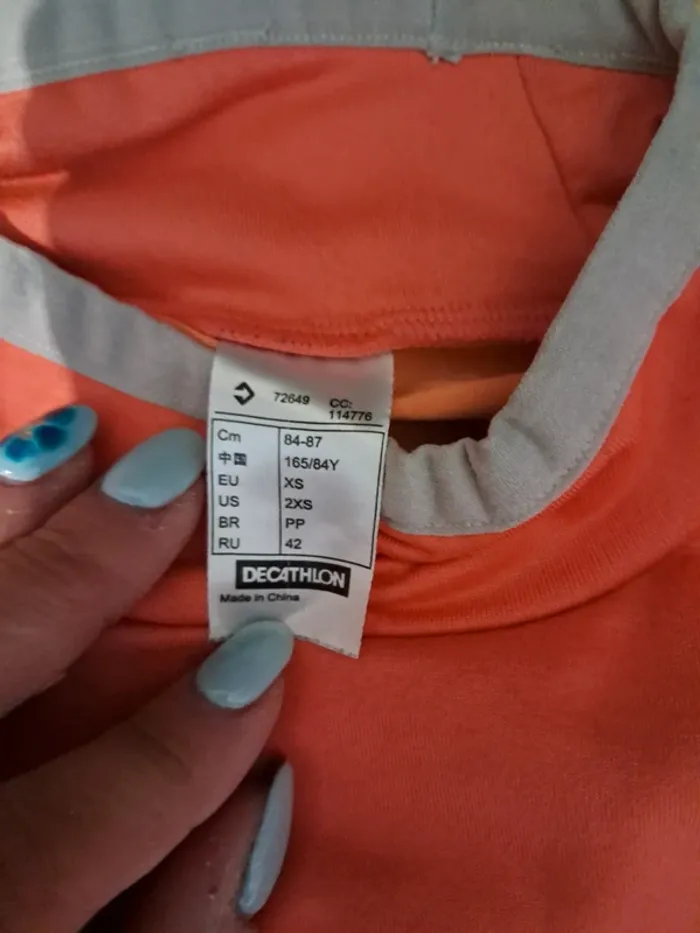 72649 CC:
114776
Cm 84-87
中国 165/84Y
EU XS
US 2XS
BR PP
RU 42
DECATHLON
Made in China